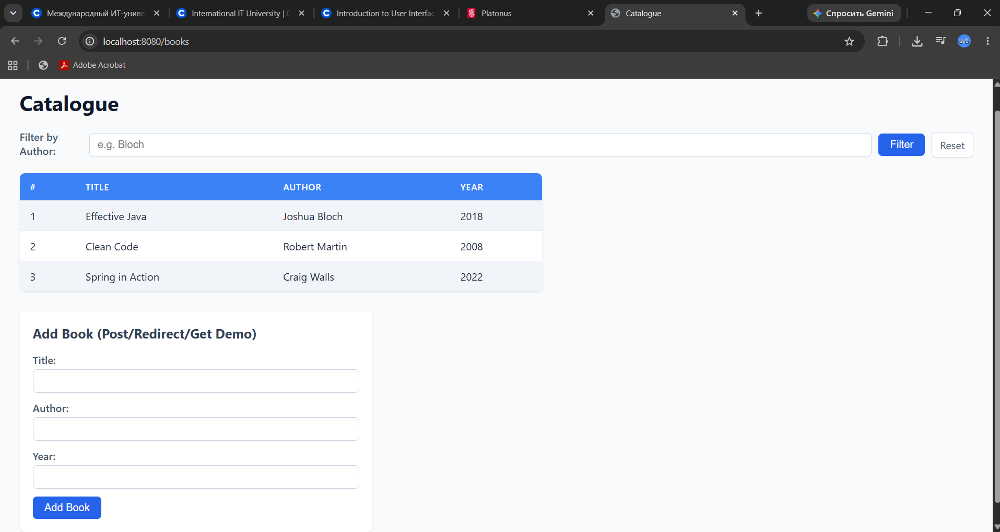 Международный ИТ-униве
International IT University | C
Introduction to User Interfac
Platonus
Catalogue
Спросить Gemini
localhost:8080/books
Adobe Acrobat
Catalogue
Filter by
Author:
e.g. Bloch
Filter
Reset
# TITLE AUTHOR YEAR
1 Effective Java Joshua Bloch 2018
2 Clean Code Robert Martin 2008
3 Spring in Action Craig Walls 2022
Add Book (Post/Redirect/Get Demo)
Title:
Author:
Year:
Add Book